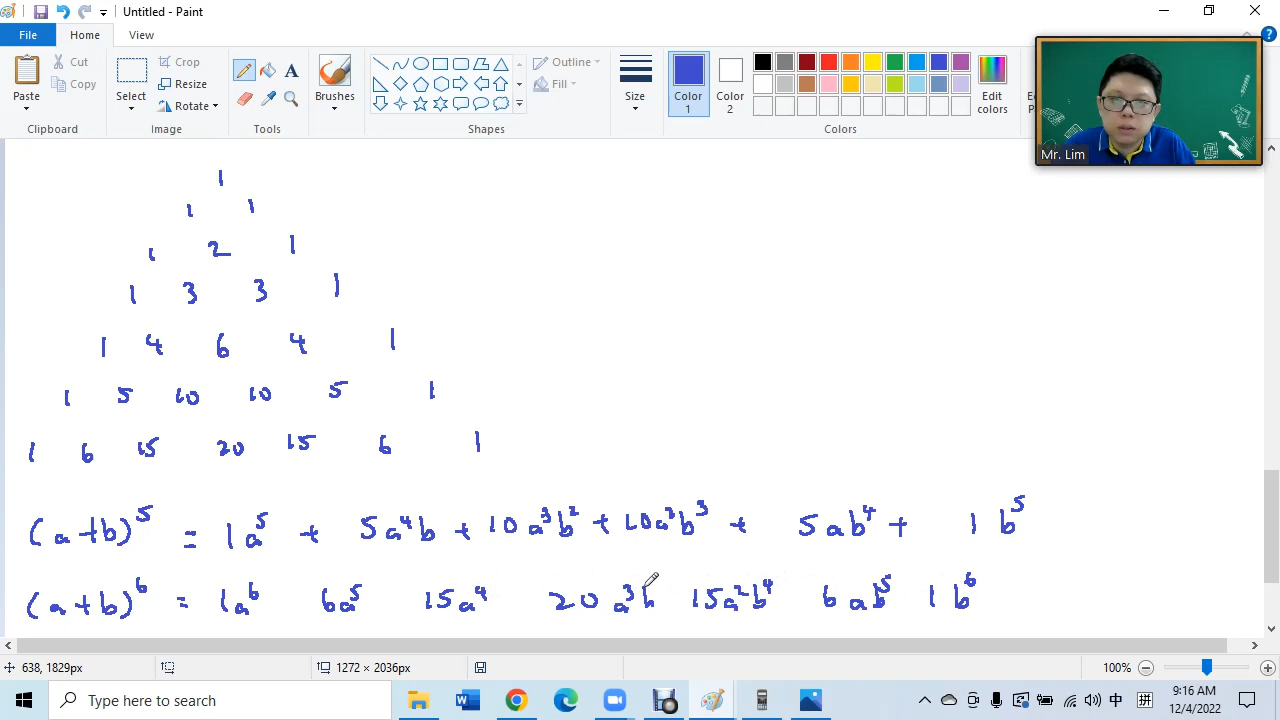 Untitled - Paint
File Home View
Paste
Cut
Copy
Clipboard
Select
Crop
Resize
Rotate
Image
Tools
Brushes
Outline
Fill
Shapes
Size
Color 1
Color 2
Edit colors
Colors
Mr. Lim
1
1 1
1 2 1
1 3 3 1
1 4 6 4 1
1 5 10 10 5 1
1 6 15 20 15 6 1
(a+b)⁵ = 1a⁵ + 5a⁴b + 10a³b² + 10a²b³ + 5ab⁴ + 1b⁵
(a+b)⁶ = 1a⁶ 6a⁵ 15a⁴ 20a³b 15a²b⁴ 6ab⁵ 1b⁶
638, 1829px
1272 × 2036px
100%
Type here to search
中
拼
9:16 AM
12/4/2022